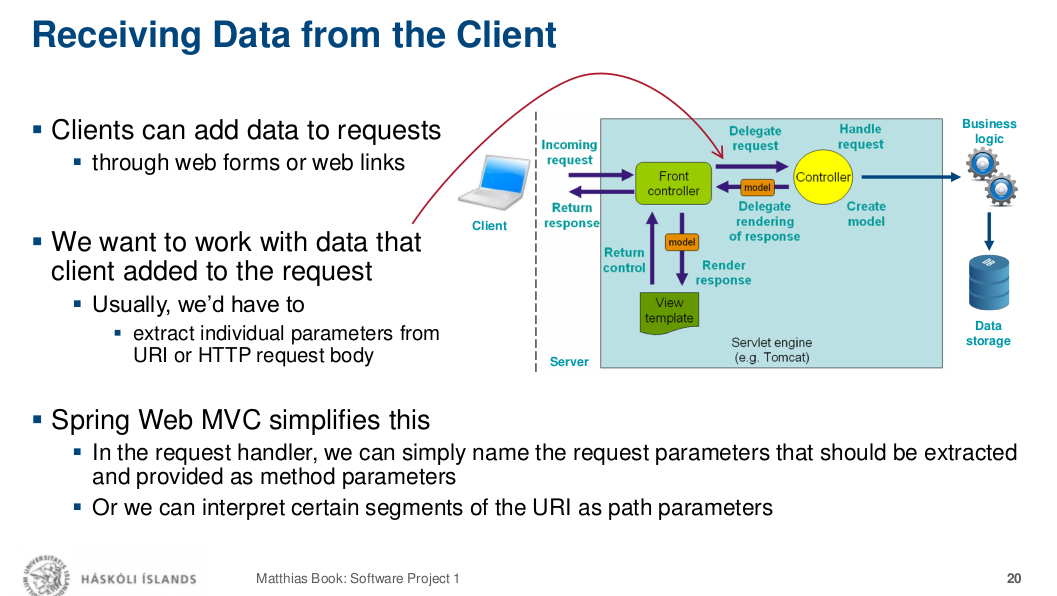 Receiving Data from the Client
▪ Clients can add data to requests
▪ through web forms or web links
▪ We want to work with data that
client added to the request
▪ Usually, we’d have to
▪ extract individual parameters from
URI or HTTP request body
Client
Server
Incoming
request
Return
response
Front
controller
Delegate
request
model
Delegate
rendering
of response
Handle
request
Controller
Create
model
Return
control
model
Render
response
View
template
Servlet engine
(e.g. Tomcat)
Business
logic
DB
Data
storage
▪ Spring Web MVC simplifies this
▪ In the request handler, we can simply name the request parameters that should be extracted
and provided as method parameters
▪ Or we can interpret certain segments of the URI as path parameters
HÁSKÓLI ÍSLANDS
Matthias Book: Software Project 1
20